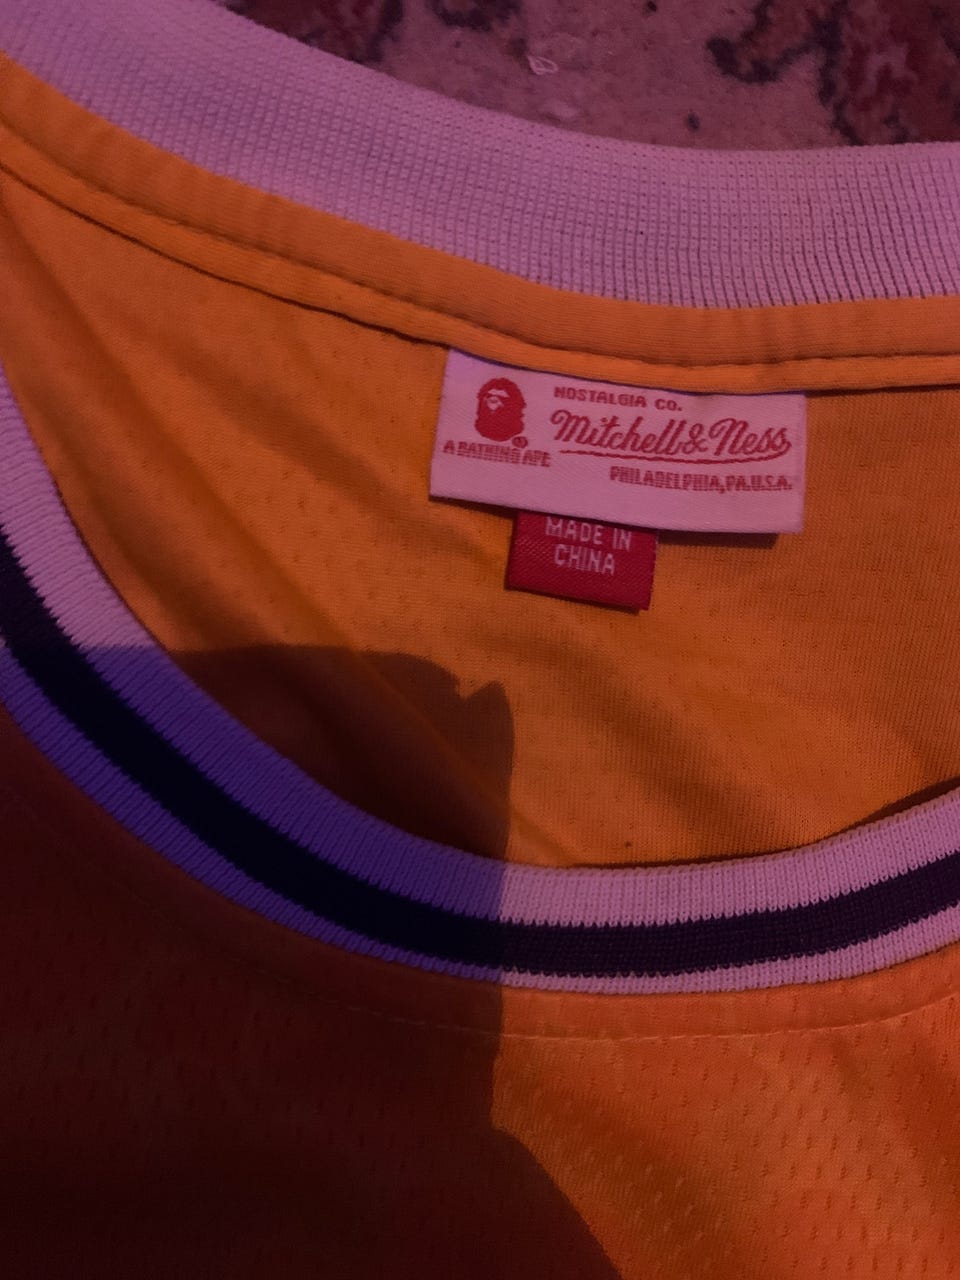 NOSTALGIA CO.
Mitchell & Ness
A BATHING APE
PHILADELPHIA, PA. U.S.A.
MADE IN
CHINA